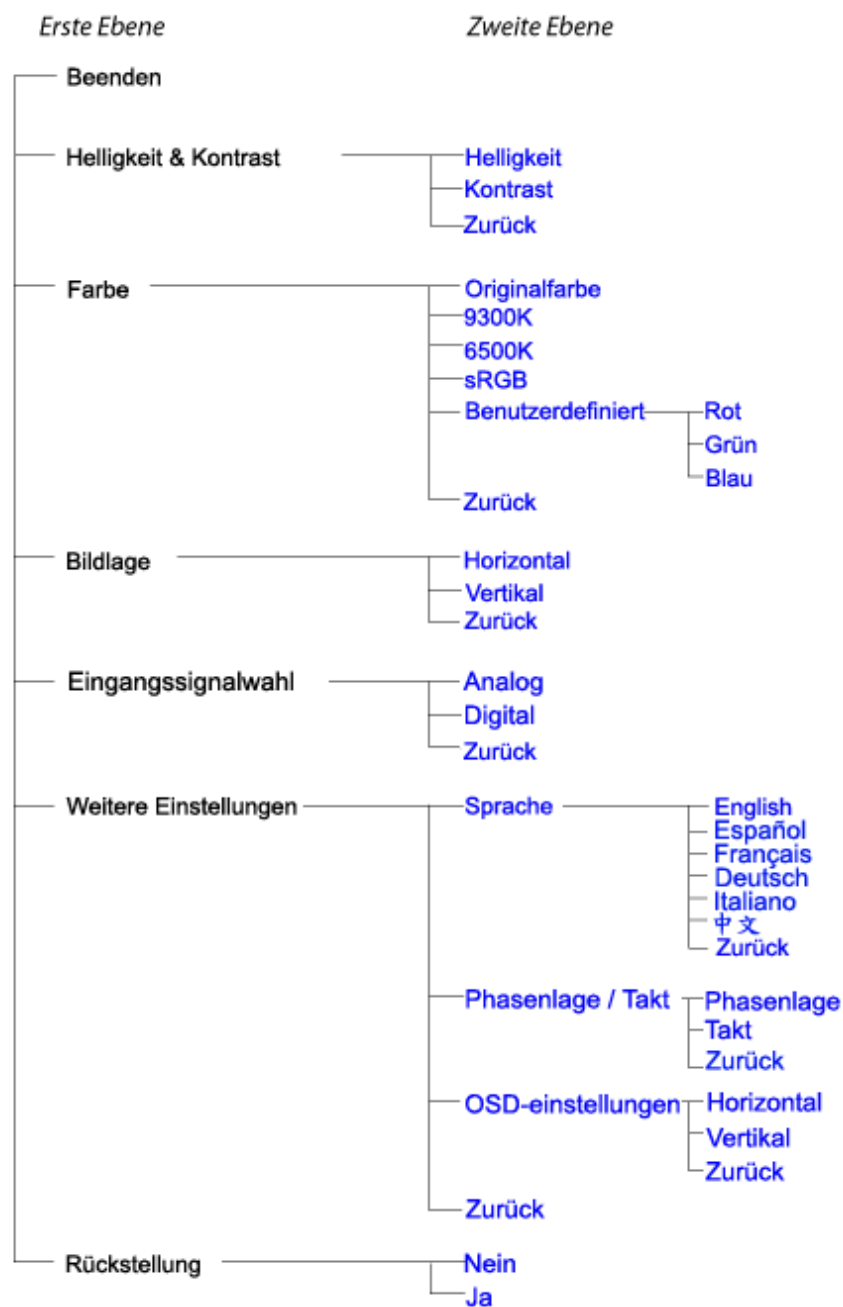 Erste Ebene Zweite Ebene
Beenden
Helligkeit & Kontrast Helligkeit
Kontrast
Zurück
Farbe Originalfarbe
9300K
6500K
sRGB
Benutzerdefiniert Rot
Grün
Blau
Zurück
Bildlage Horizontal
Vertikal
Zurück
Eingangssignalwahl Analog
Digital
Zurück
Weitere Einstellungen Sprache English
Español
Français
Deutsch
Italiano
中文
Zurück
Phasenlage / Takt Phasenlage
Takt
Zurück
OSD-einstellungen Horizontal
Vertikal
Zurück
Zurück
Rückstellung Nein
Ja